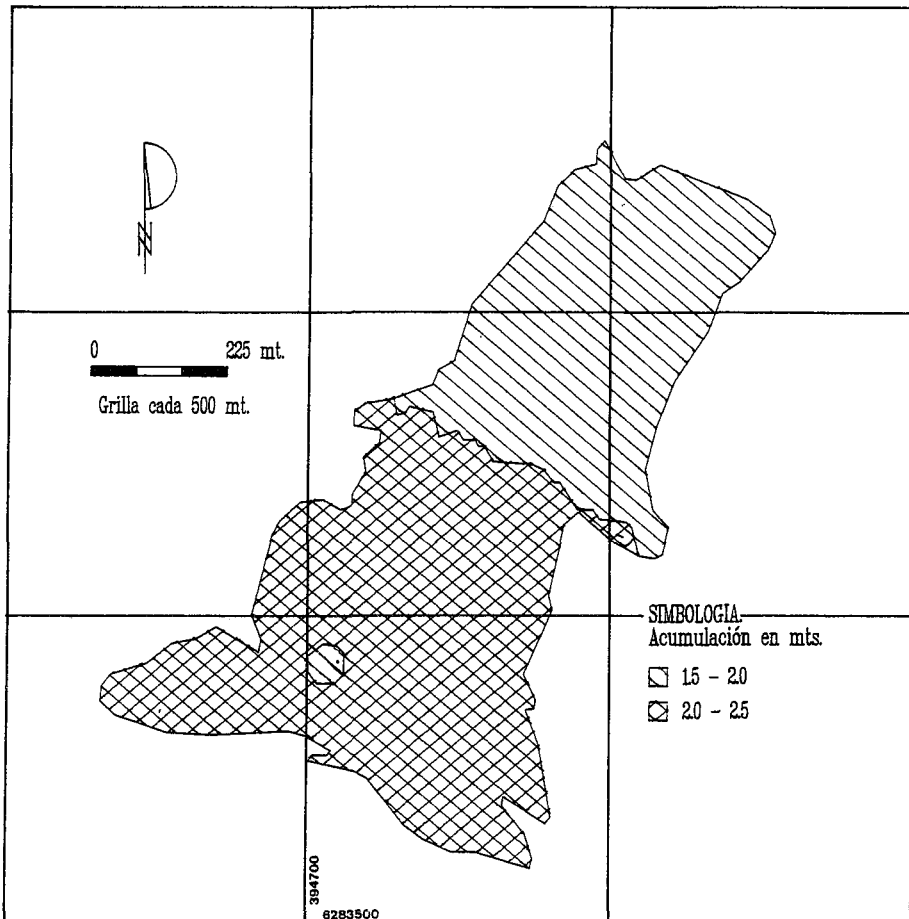 N
0 225 mt.
Grilla cada 500 mt.
SIMBOLOGIA
Acumulación en mts.
1.5 - 2.0
2.0 - 2.5
394700
6283500